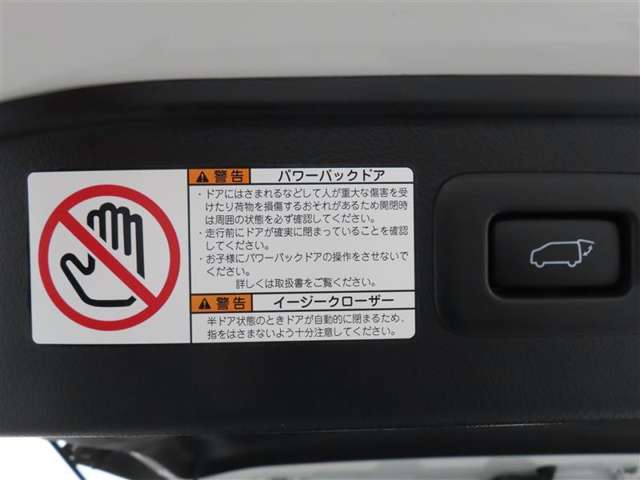 警告 パワーバックドア
・ドアにはさまれるなどして人が重大な傷害を受
けたり荷物を損傷するおそれがあるため開閉時
は周囲の状態を必ず確認してください。
・走行前にドアが確実に閉まっていることを確認
してください。
・お子様にパワーバックドアの操作をさせないで
ください。
詳しくは取扱書をご覧ください。
警告 イージークローザー
半ドア状態のときドアが自動的に閉まるため、
指をはさまないよう十分注意してください。